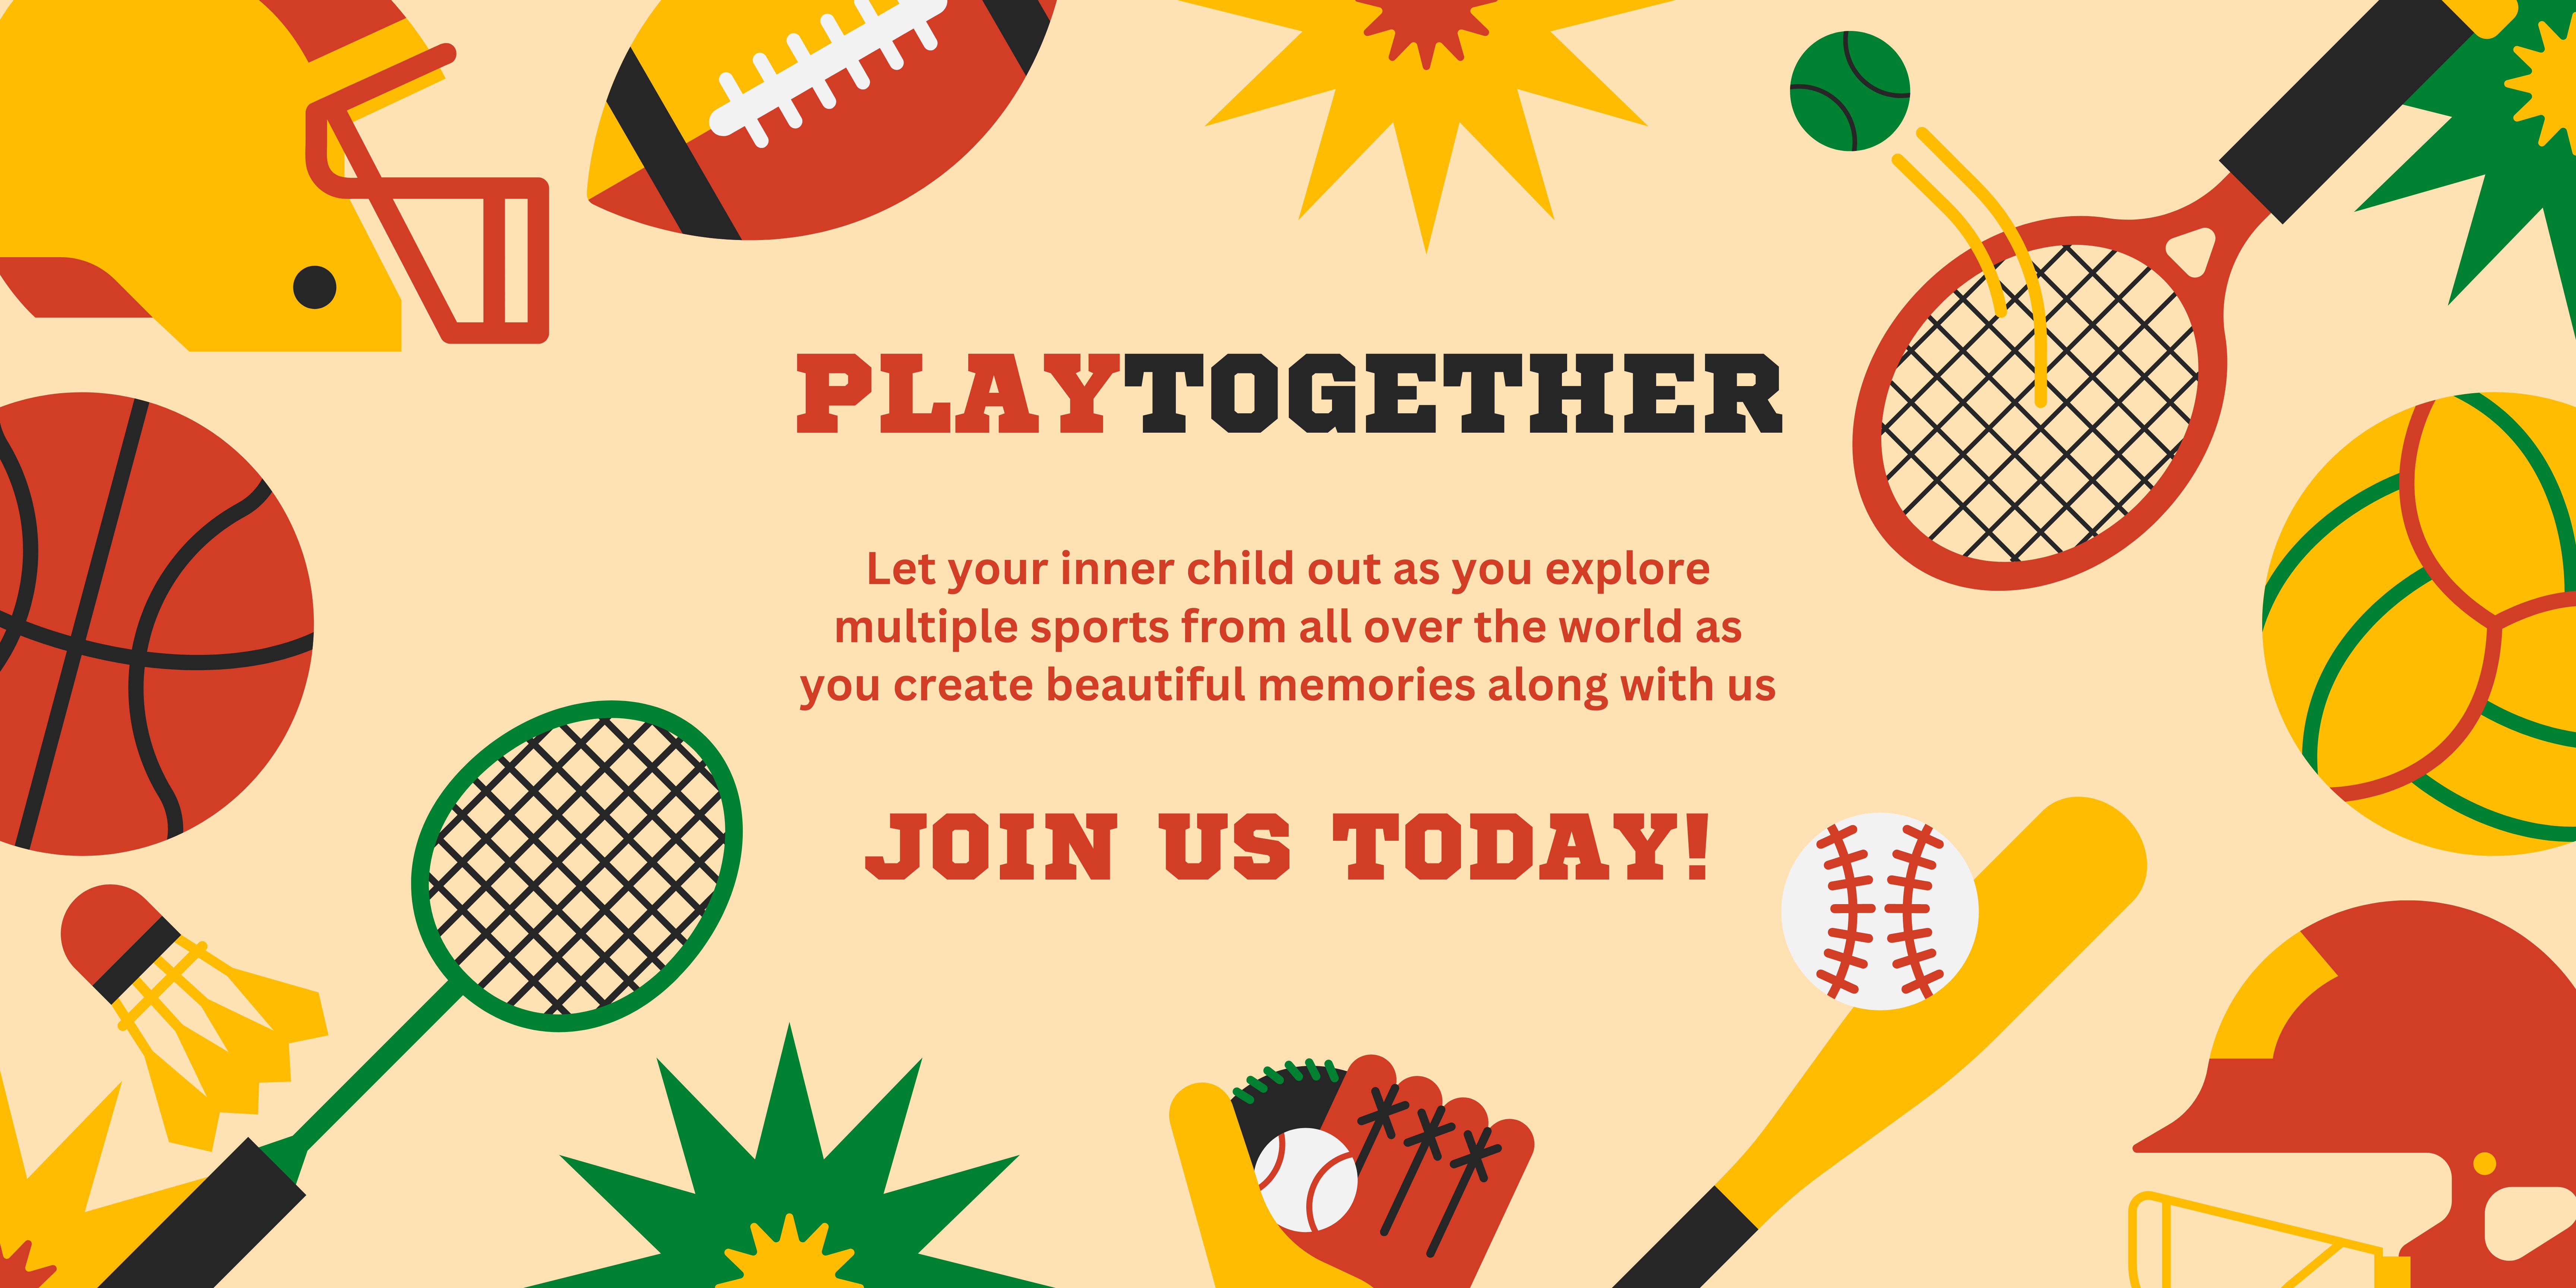 PLAYTOGETHER
Let your inner child out as you explore
multiple sports from all over the world as
you create beautiful memories along with us
JOIN US TODAY!